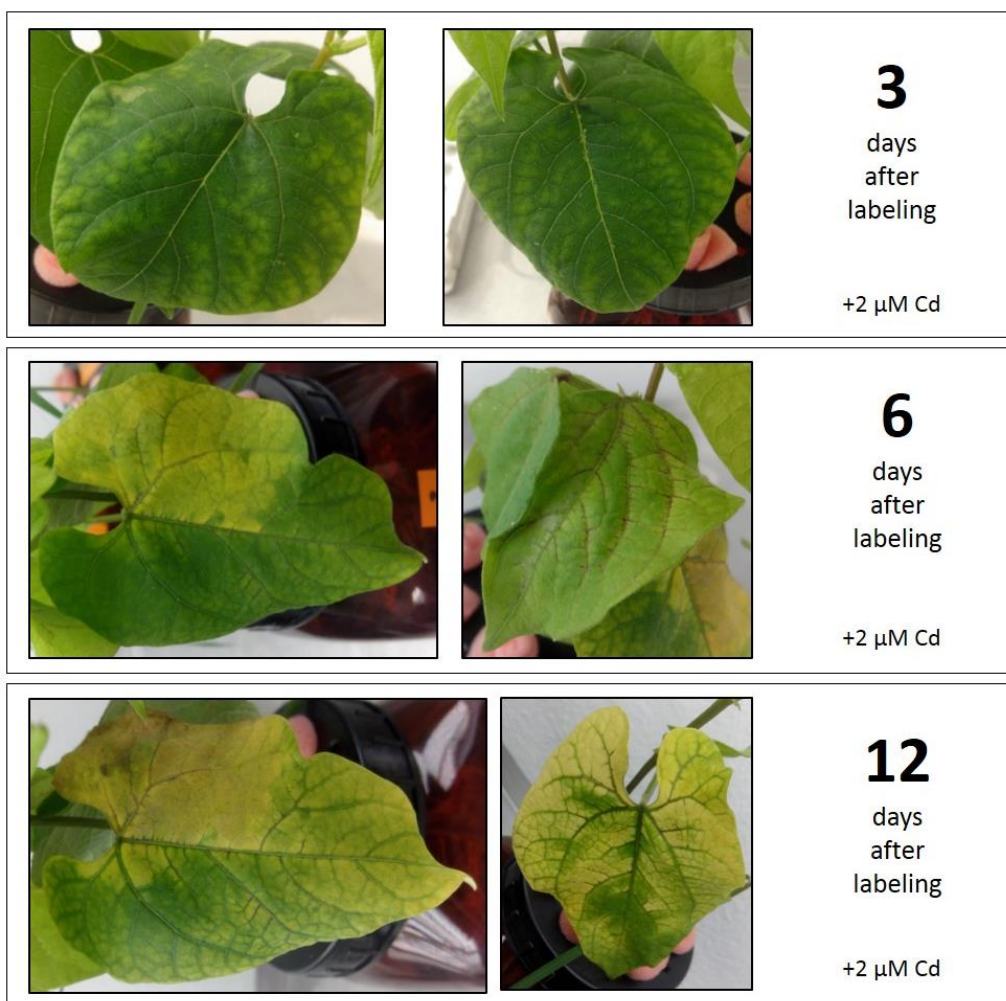 3
days
after
labeling
+2 μM Cd
6
days
after
labeling
+2 μM Cd
12
days
after
labeling
+2 μM Cd